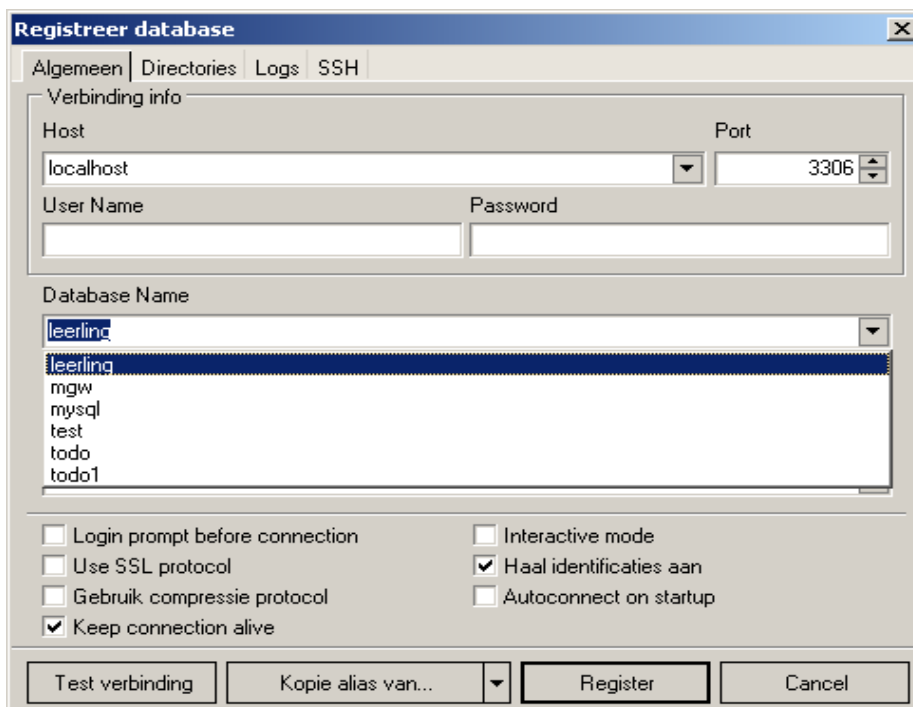 Registreer database
Algemeen Directories Logs SSH
Verbinding info
Host Port
localhost 3306
User Name Password
Database Name
leerling
leerling
mgw
mysql
test
todo
todo1
Login prompt before connection Interactive mode
Use SSL protocol Haal identificaties aan
Gebruik compressie protocol Autoconnect on startup
Keep connection alive
Test verbinding Kopie alias van... Register Cancel